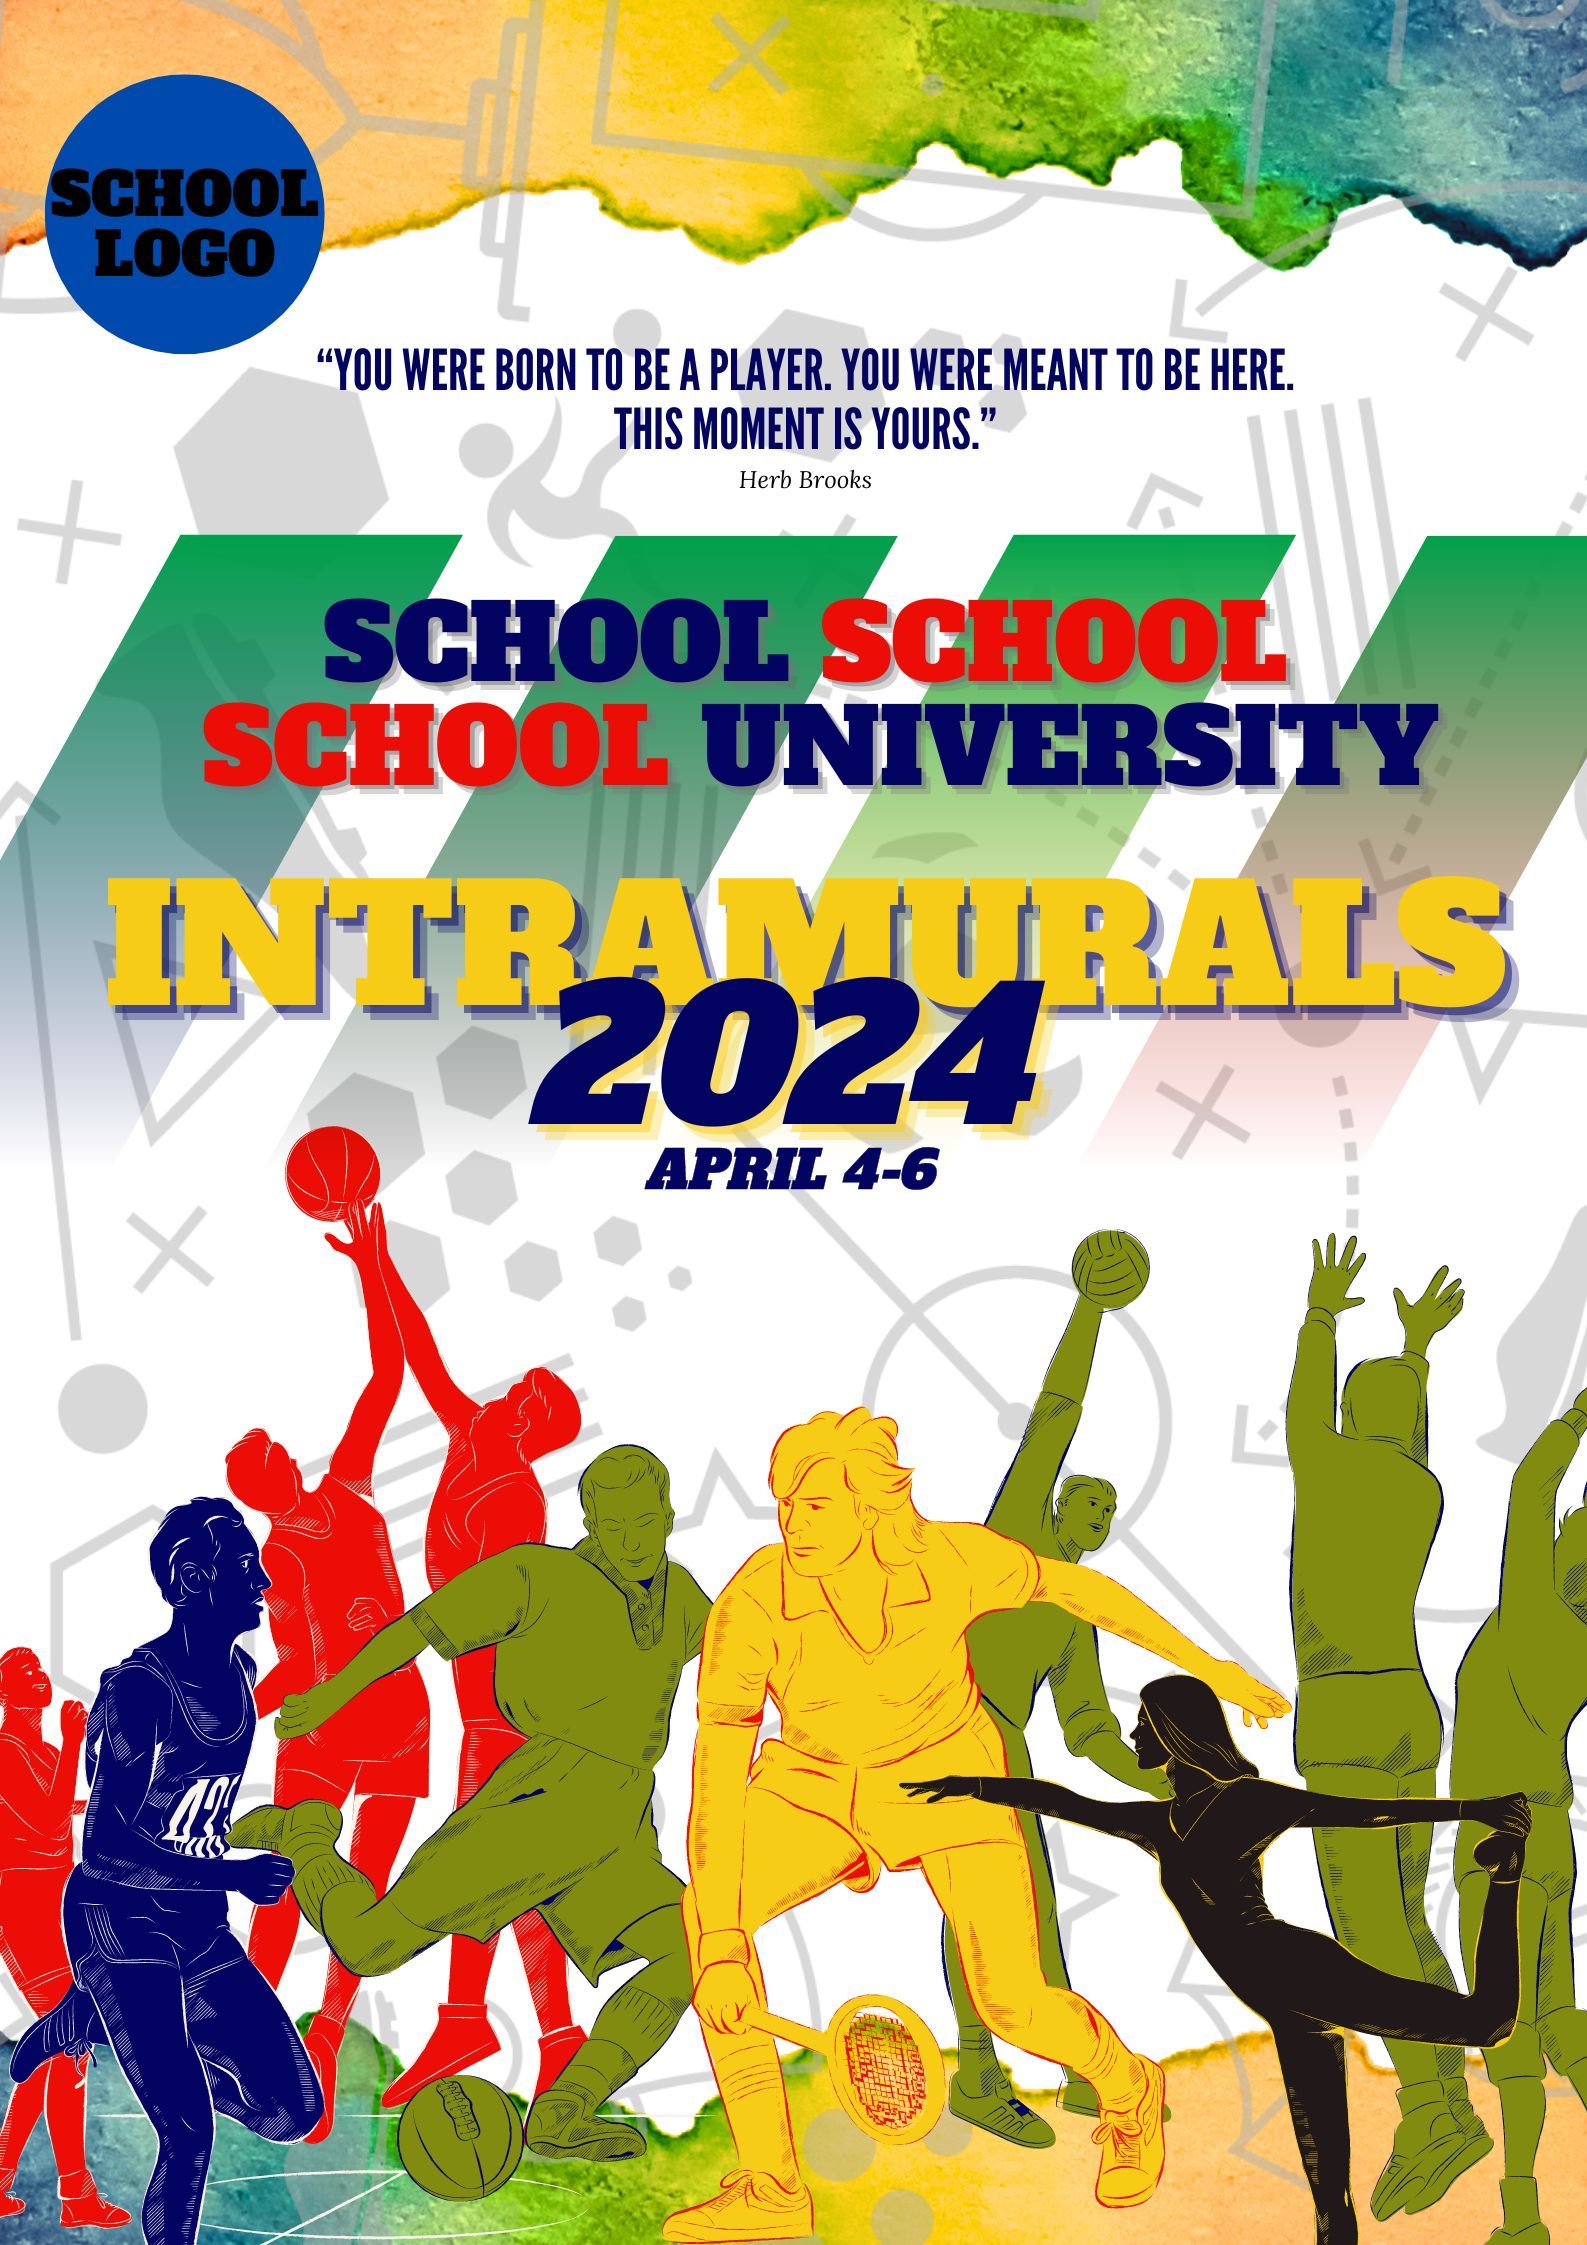 SCHOOL
LOGO
“YOU WERE BORN TO BE A PLAYER. YOU WERE MEANT TO BE HERE.
THIS MOMENT IS YOURS.”
Herb Brooks
SCHOOL SCHOOL
SCHOOL UNIVERSITY
INTRAMURALS
2024
APRIL 4-6